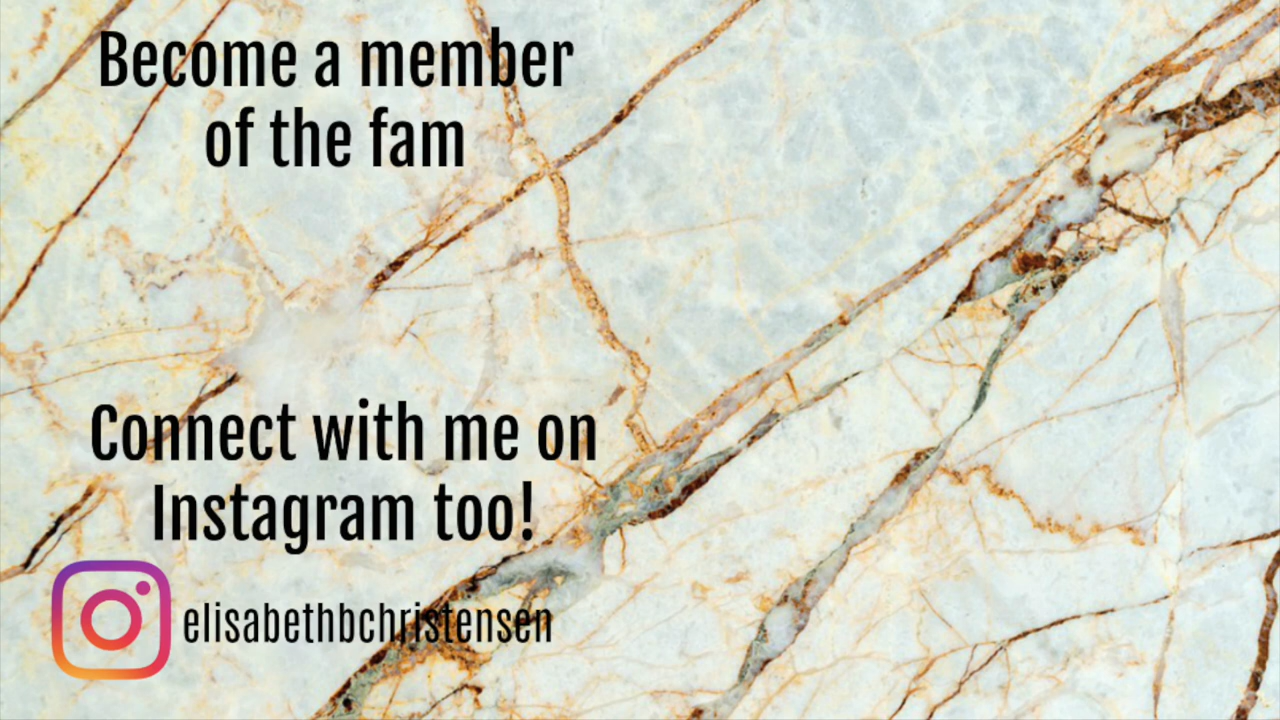 Become a member
of the fam
Connect with me on
Instagram too!
elisabethbchristensen